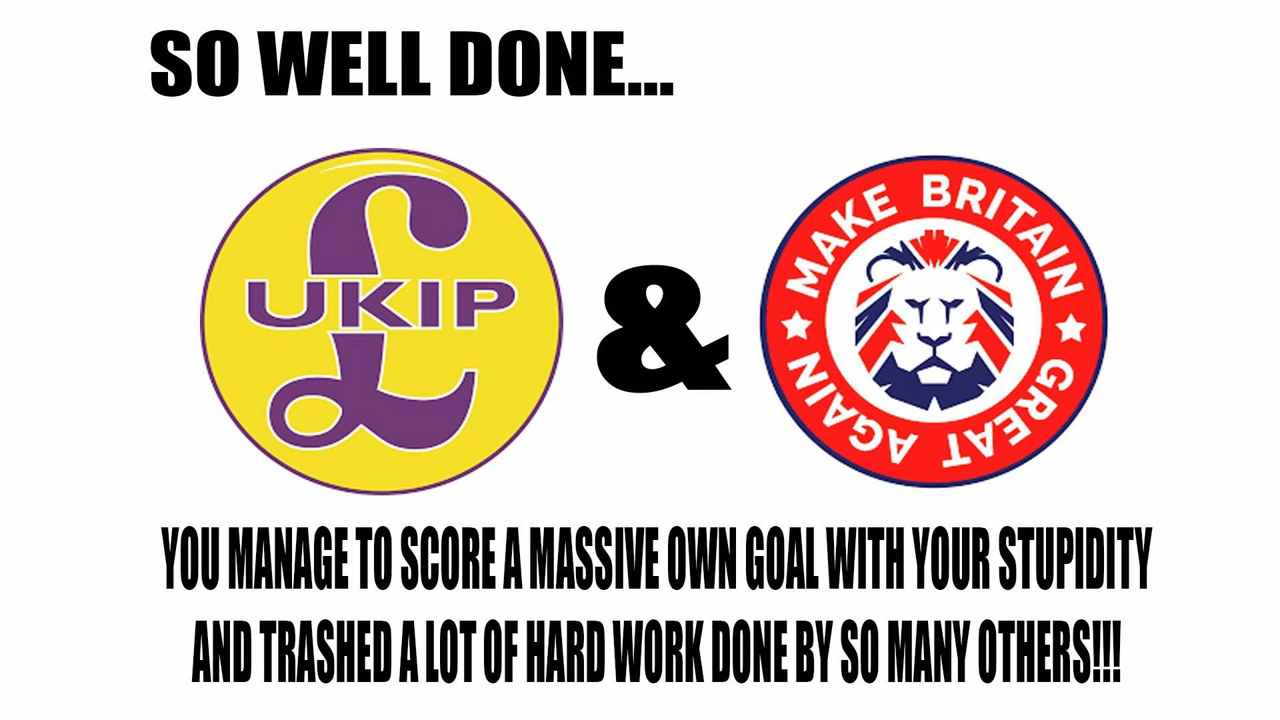 SO WELL DONE...
UKIP
&
MAKE BRITAIN
GREAT AGAIN
YOU MANAGE TO SCORE A MASSIVE OWN GOAL WITH YOUR STUPIDITY
AND TRASHED A LOT OF HARD WORK DONE BY SO MANY OTHERS!!!